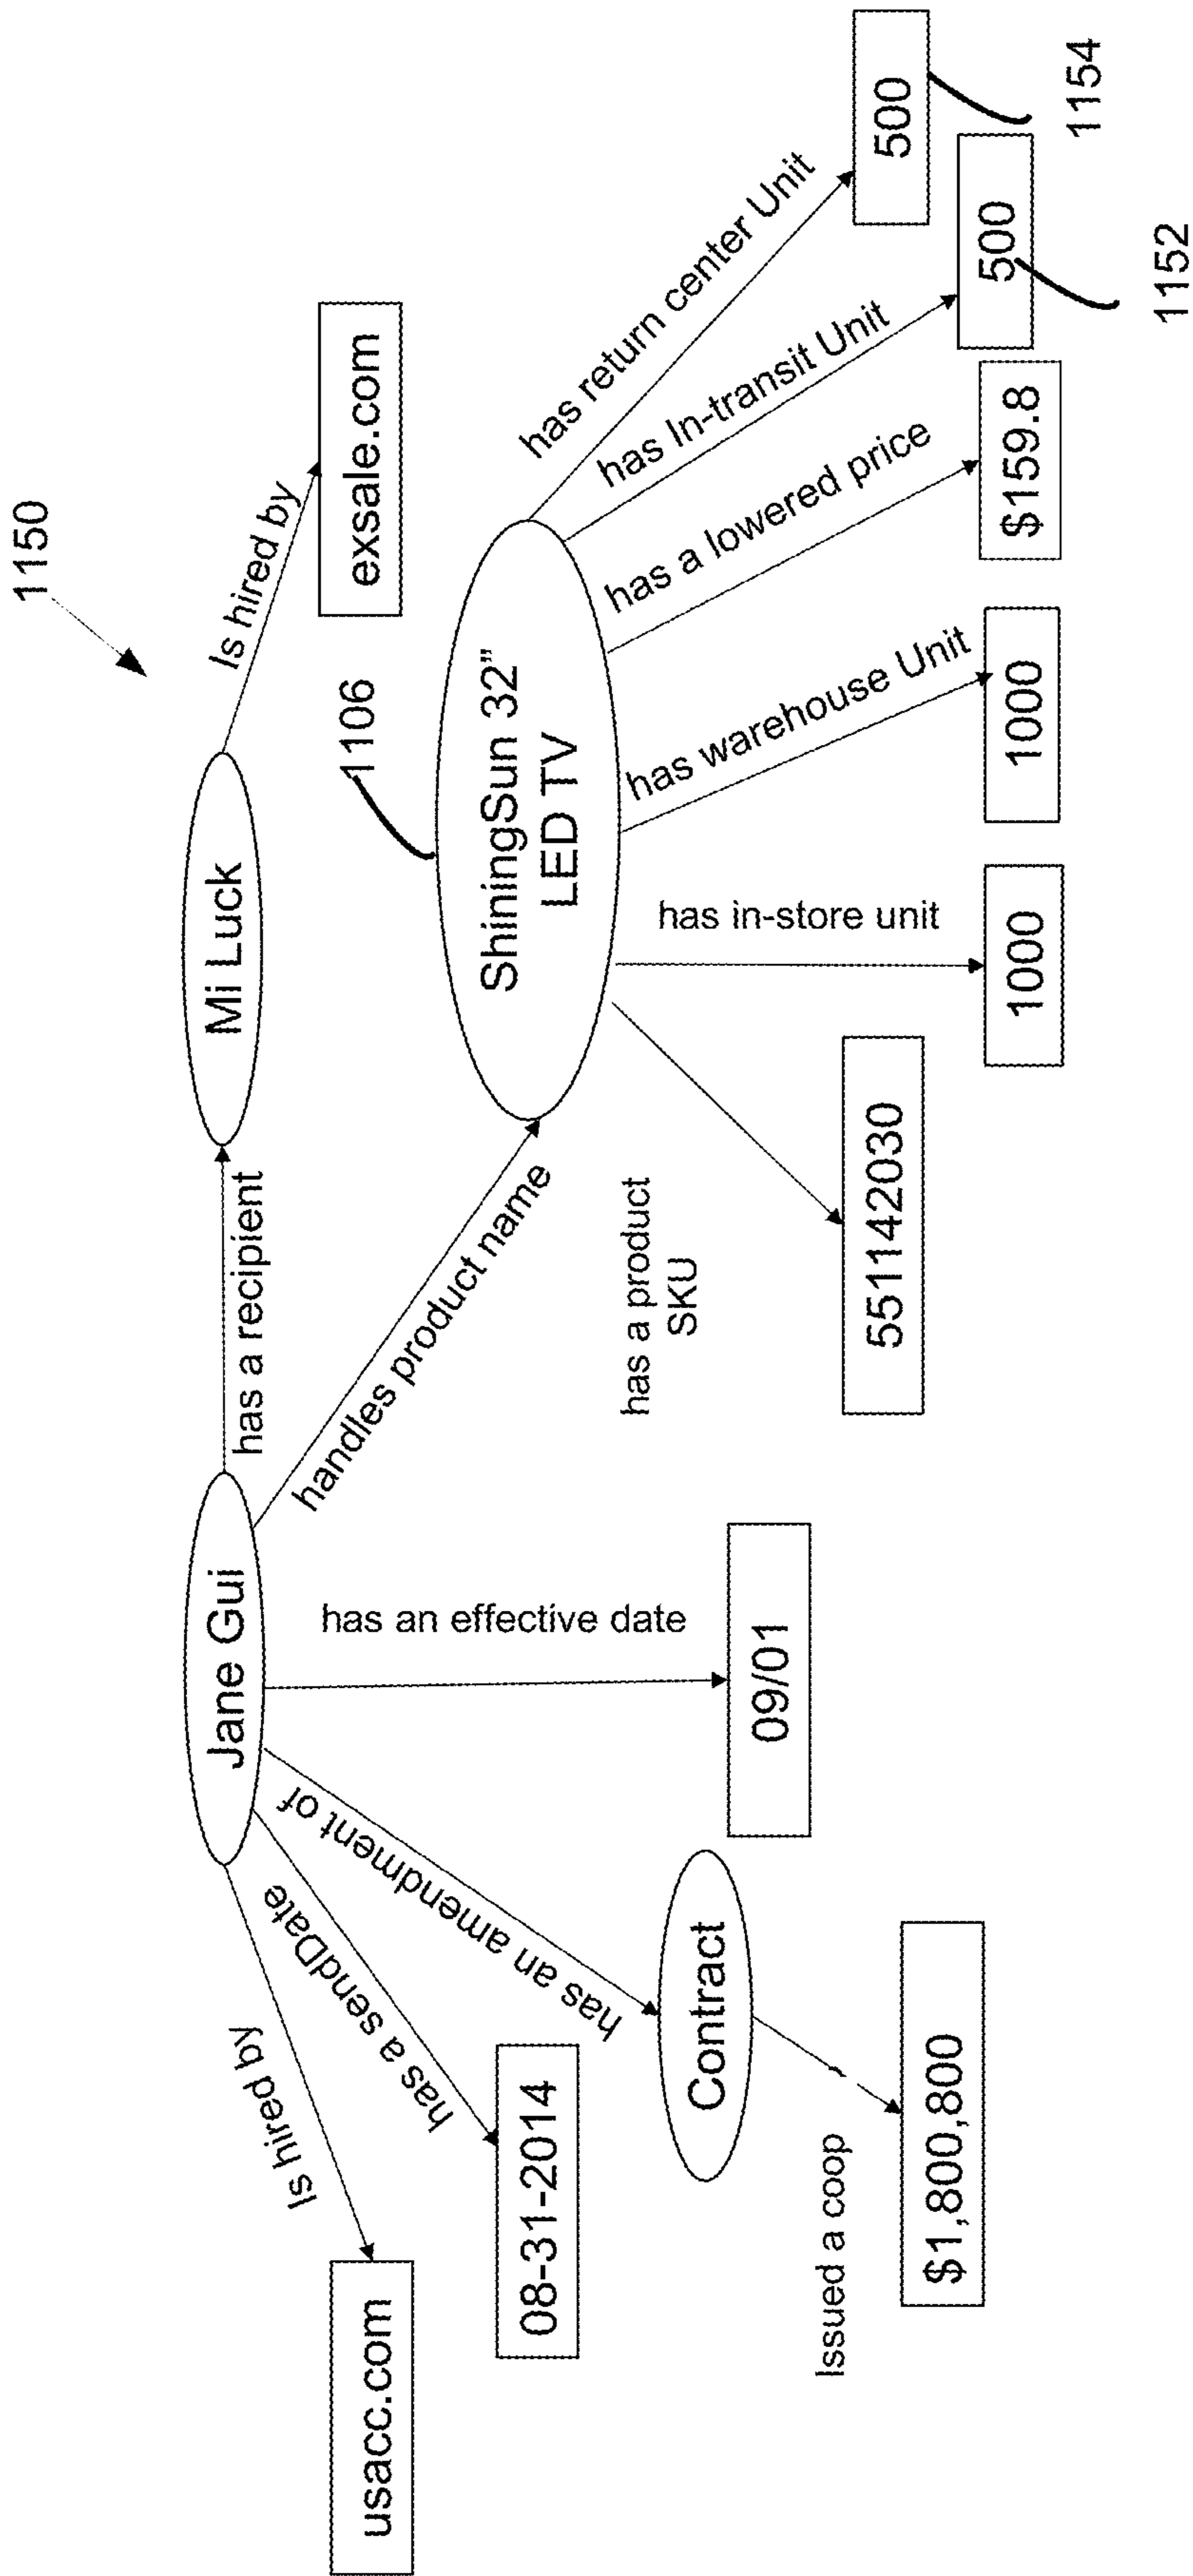 1150
Jane Gui
has a recipient
Mi Luck
Is hired by
exsale.com
Is hired by
usacc.com
has a sendDate
08-31-2014
has an amendment of
Contract
Issued a coop
$1,800,800
has an effective date
09/01
handles product name
1106
ShiningSun 32”
LED TV
has a product
SKU
551142030
has in-store unit
1000
has warehouse Unit
1000
has a lowered price
$159.8
has In-transit Unit
500
1152
has return center Unit
500
1154